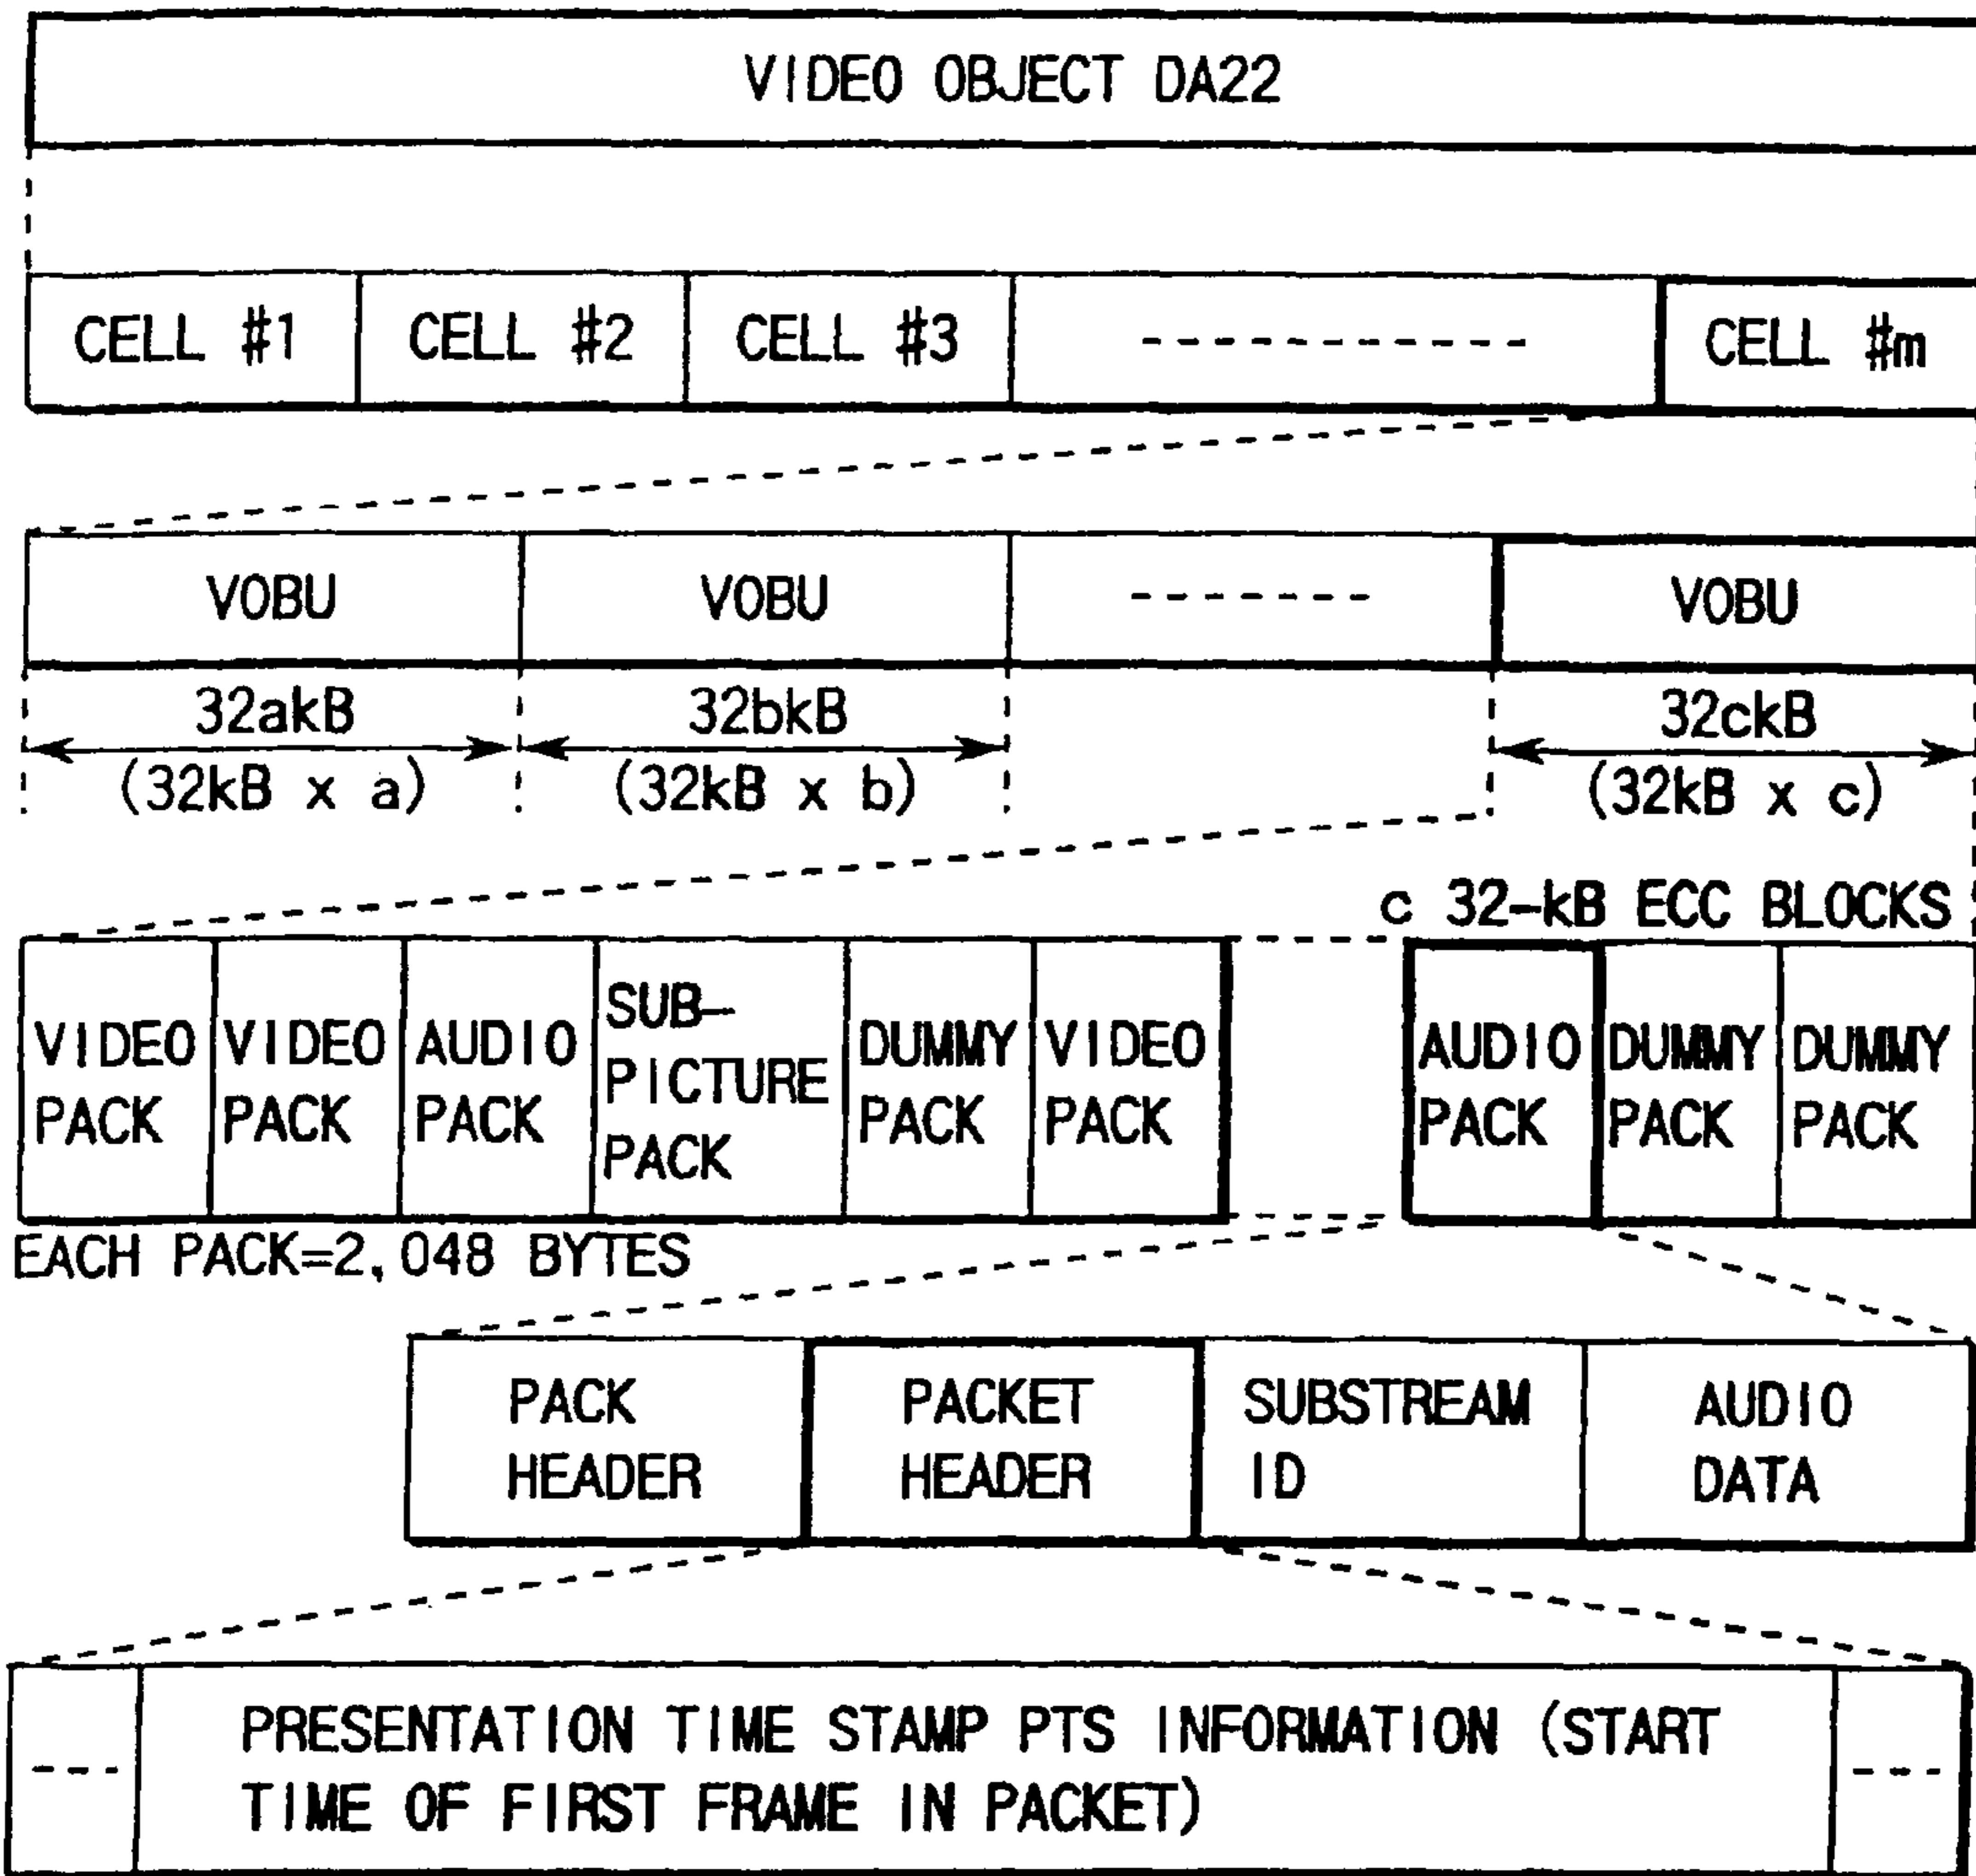 VIDEO OBJECT DA22
CELL #1 CELL #2 CELL #3 ------------ CELL #m
VOBU VOBU -------- VOBU
32akB 32bkB 32ckB
(32kB x a) (32kB x b) (32kB x c)
c 32-kB ECC BLOCKS
VIDEO PACK
VIDEO PACK
AUDIO PACK
SUB-
PICTURE
PACK
DUMMY PACK
VIDEO PACK
AUDIO PACK
DUMMY PACK
DUMMY PACK
EACH PACK=2,048 BYTES
PACK HEADER
PACKET HEADER
SUBSTREAM ID
AUDIO DATA
--- PRESENTATION TIME STAMP PTS INFORMATION (START ---
TIME OF FIRST FRAME IN PACKET)